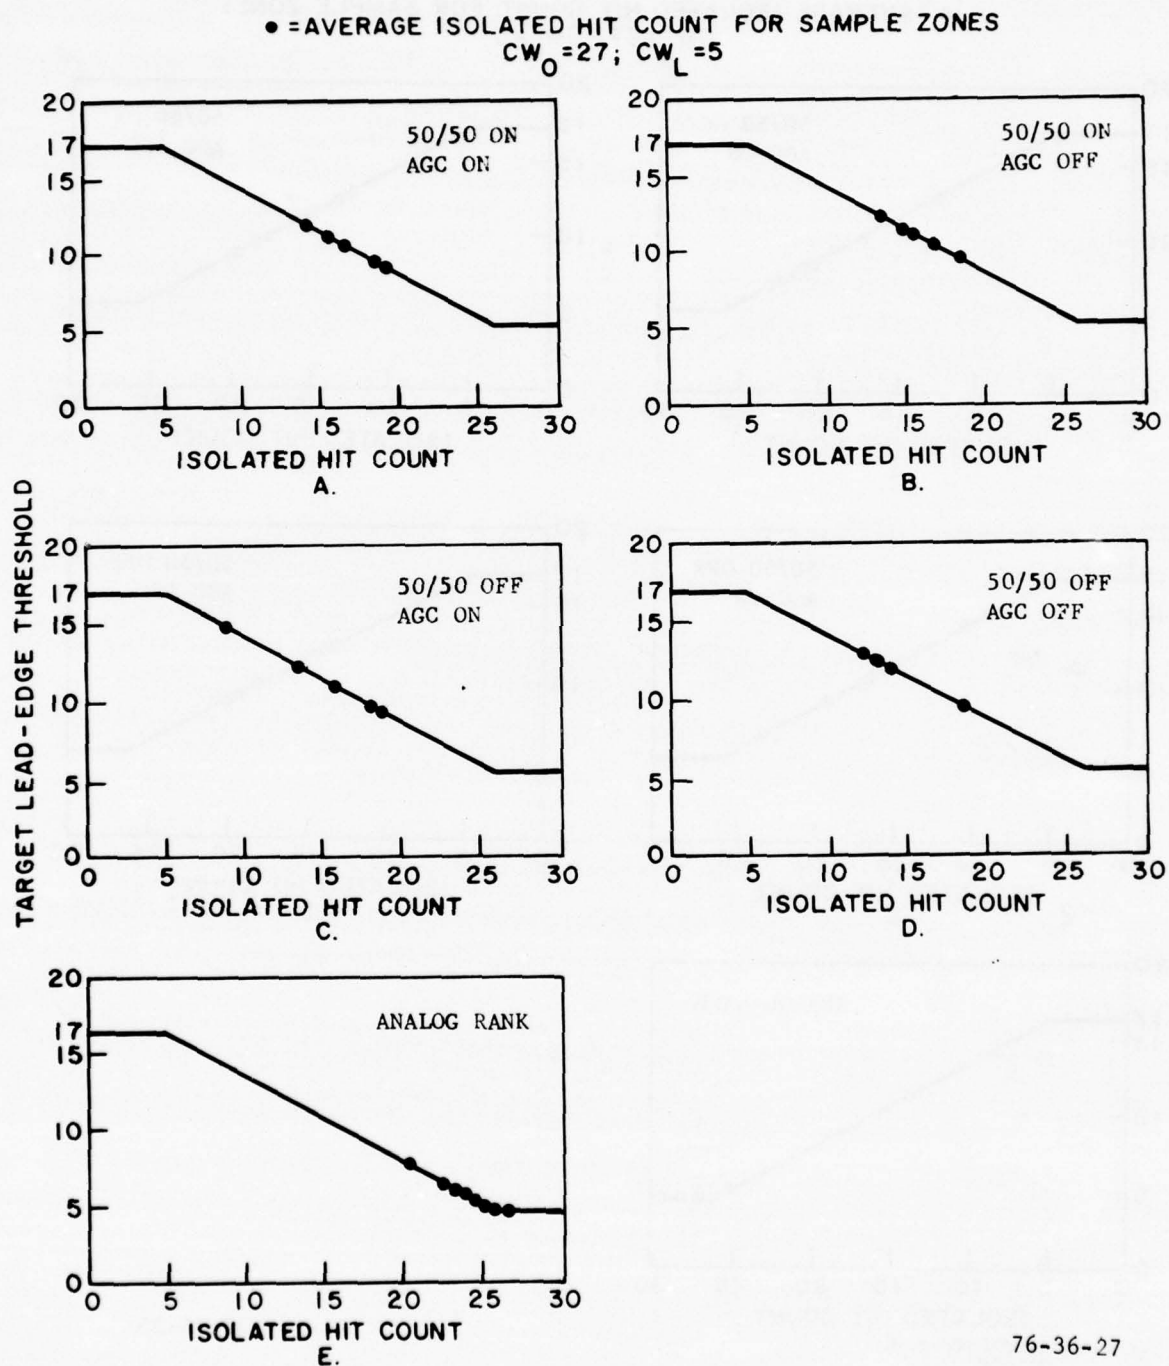 ● = AVERAGE ISOLATED HIT COUNT FOR SAMPLE ZONES
CW_O = 27; CW_L = 5
TARGET LEAD-EDGE THRESHOLD
20
17
15
10
5
0
50/50 ON
AGC ON
0 5 10 15 20 25 30
ISOLATED HIT COUNT
A.
20
17
15
10
5
0
50/50 ON
AGC OFF
0 5 10 15 20 25 30
ISOLATED HIT COUNT
B.
20
17
15
10
5
0
50/50 OFF
AGC ON
0 5 10 15 20 25 30
ISOLATED HIT COUNT
C.
20
17
15
10
5
0
50/50 OFF
AGC OFF
0 5 10 15 20 25 30
ISOLATED HIT COUNT
D.
20
17
15
10
5
0
ANALOG RANK
0 5 10 15 20 25 30
ISOLATED HIT COUNT
E.
76-36-27